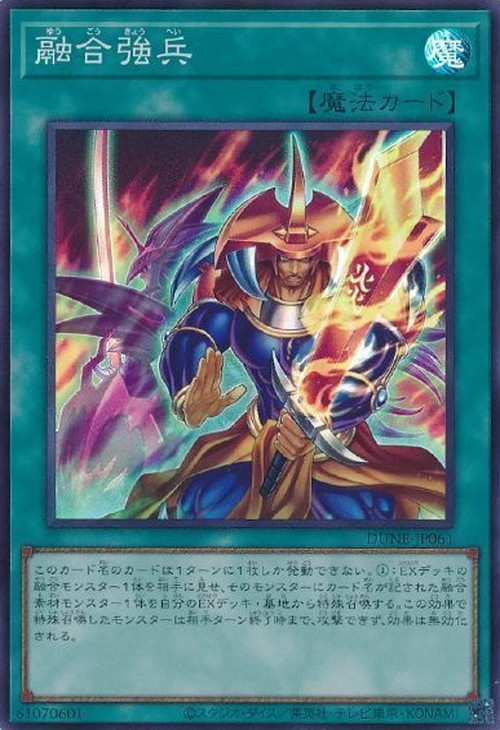 融合強兵
魔
【魔法カード】
DUNE-JP061
このカード名のカードは1ターンに1枚しか発動できない。①:EXデッキの
融合モンスター1体を相手に見せ、そのモンスターにカード名が記された融合
素材モンスター1体を自分のEXデッキ・墓地から特殊召喚する。この効果で
特殊召喚したモンスターは相手ターン終了時まで、攻撃できず、効果は無効化
される。
61070601
©スタジオ・ダイス／集英社・テレビ東京・KONAMI